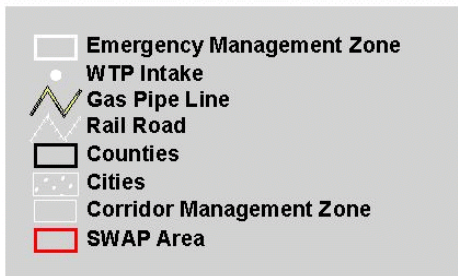 Emergency Management Zone
WTP Intake
Gas Pipe Line
Rail Road
Counties
Cities
Corridor Management Zone
SWAP Area